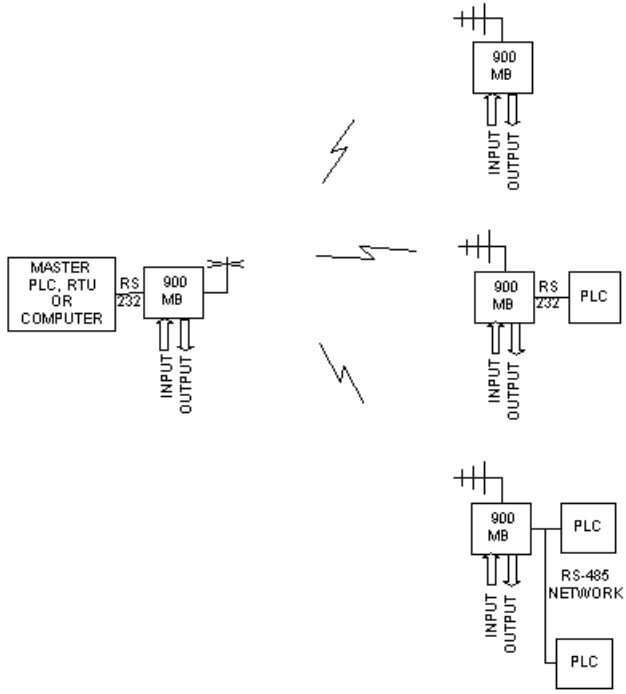 900
MB
INPUT
OUTPUT
MASTER
PLC, RTU
OR
COMPUTER
RS
232
900
MB
INPUT
OUTPUT
900
MB
RS
232
PLC
INPUT
OUTPUT
900
MB
PLC
INPUT
OUTPUT
RS-485
NETWORK
PLC